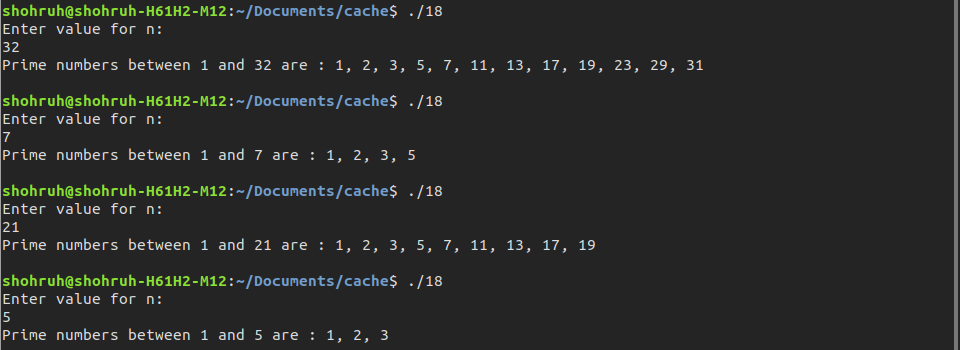 shohruh@shohruh-H61H2-M12:~/Documents/cache$ ./18
Enter value for n:
32
Prime numbers between 1 and 32 are : 1, 2, 3, 5, 7, 11, 13, 17, 19, 23, 29, 31
shohruh@shohruh-H61H2-M12:~/Documents/cache$ ./18
Enter value for n:
7
Prime numbers between 1 and 7 are : 1, 2, 3, 5
shohruh@shohruh-H61H2-M12:~/Documents/cache$ ./18
Enter value for n:
21
Prime numbers between 1 and 21 are : 1, 2, 3, 5, 7, 11, 13, 17, 19
shohruh@shohruh-H61H2-M12:~/Documents/cache$ ./18
Enter value for n:
5
Prime numbers between 1 and 5 are : 1, 2, 3